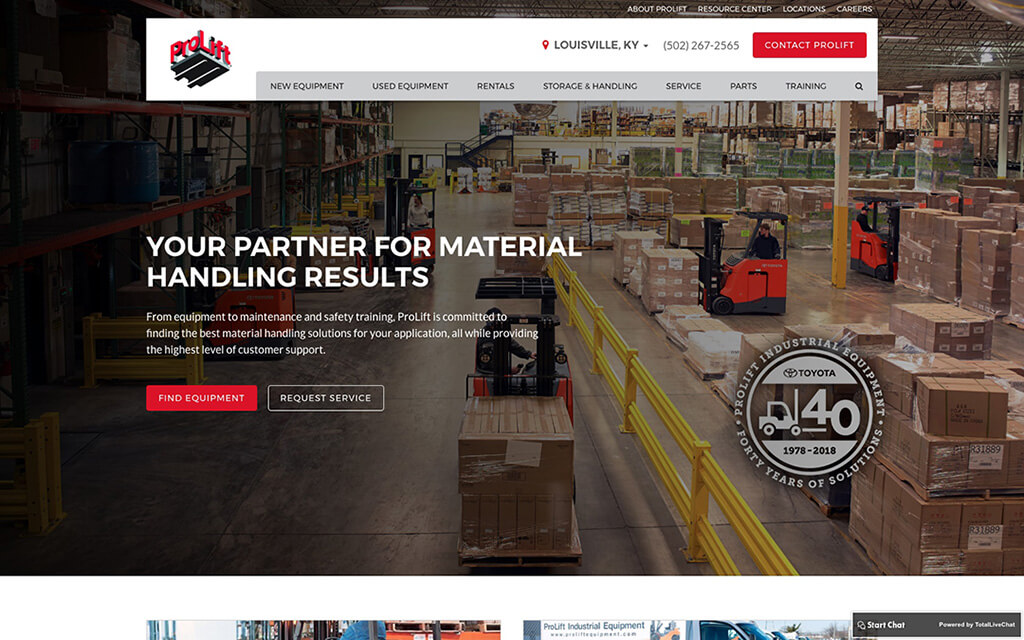 ABOUT PROLIFT RESOURCE CENTER LOCATIONS CAREERS
ProLift
LOUISVILLE, KY (502) 267-2565 CONTACT PROLIFT
NEW EQUIPMENT USED EQUIPMENT RENTALS STORAGE & HANDLING SERVICE PARTS TRAINING
YOUR PARTNER FOR MATERIAL
HANDLING RESULTS
From equipment to maintenance and safety training, ProLift is committed to
finding the best material handling solutions for your application, all while providing
the highest level of customer support.
FIND EQUIPMENT REQUEST SERVICE
PROLIFT INDUSTRIAL EQUIPMENT
TOYOTA
40
1978-2018
FORTY YEARS OF SOLUTIONS
R31889
R31889
ProLift Industrial Equipment
www.proliftequipment.com
Start Chat Powered by TotalLiveChat